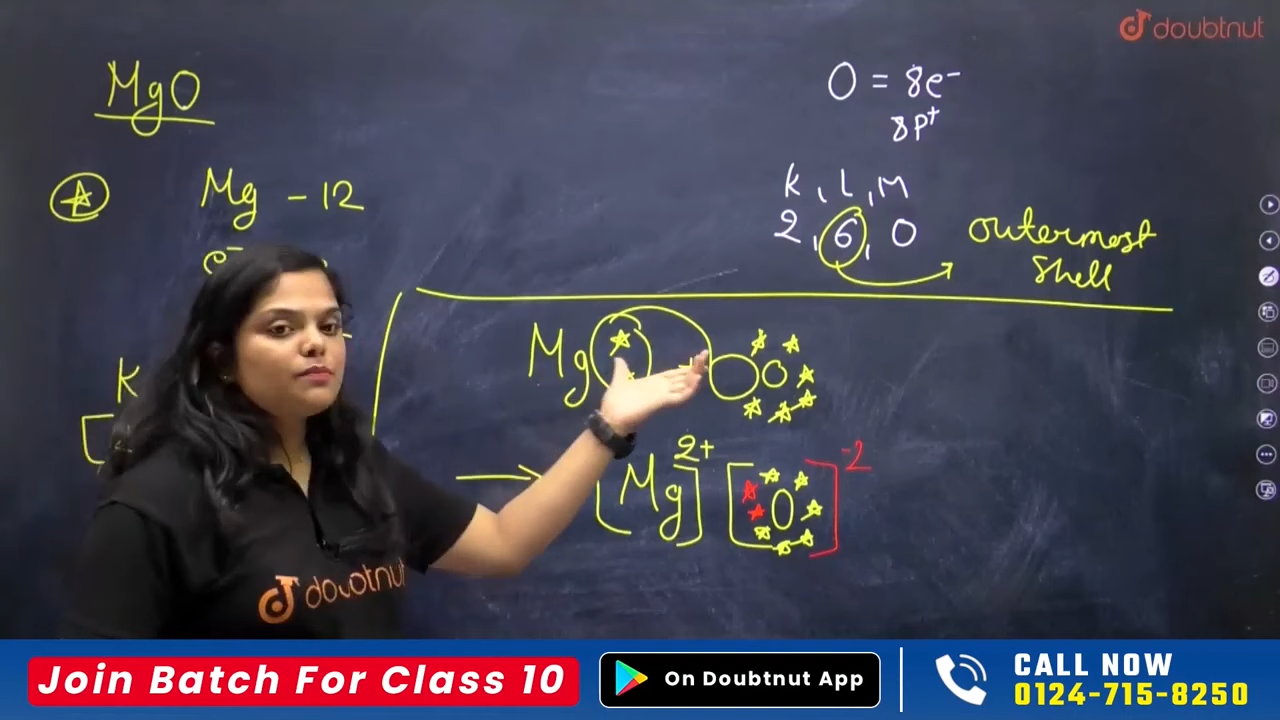 doubtnut
MgO
O = 8e⁻
8p⁺
Mg - 12
K, L, M
2, 6, 0
outermost
shell
e⁻
K
Mg
O
[Mg]²⁺ [O]⁻²
doubtnut
Join Batch For Class 10
On Doubtnut App
CALL NOW
0124-715-8250